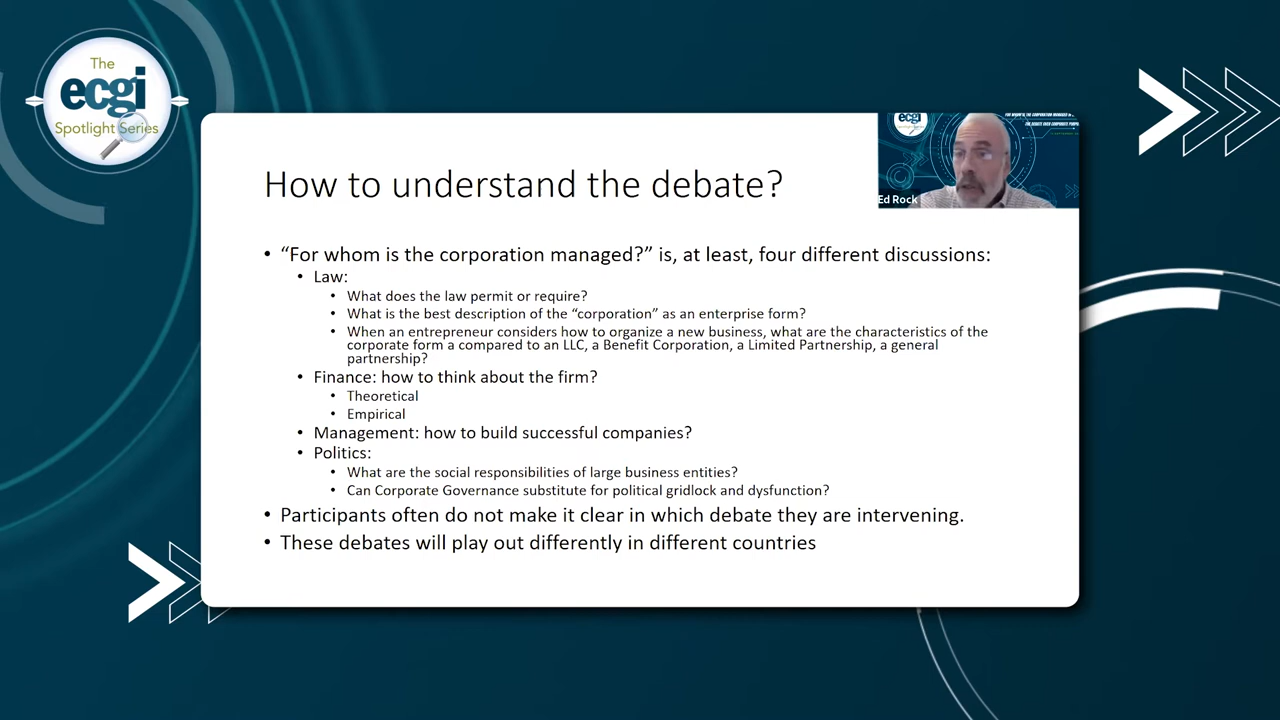 The
ecgi
Spotlight Series
ecgi
Ed Rock
How to understand the debate?
• “For whom is the corporation managed?” is, at least, four different discussions:
• Law:
• What does the law permit or require?
• What is the best description of the “corporation” as an enterprise form?
• When an entrepreneur considers how to organize a new business, what are the characteristics of the
corporate form a compared to an LLC, a Benefit Corporation, a Limited Partnership, a general
partnership?
• Finance: how to think about the firm?
• Theoretical
• Empirical
• Management: how to build successful companies?
• Politics:
• What are the social responsibilities of large business entities?
• Can Corporate Governance substitute for political gridlock and dysfunction?
• Participants often do not make it clear in which debate they are intervening.
• These debates will play out differently in different countries